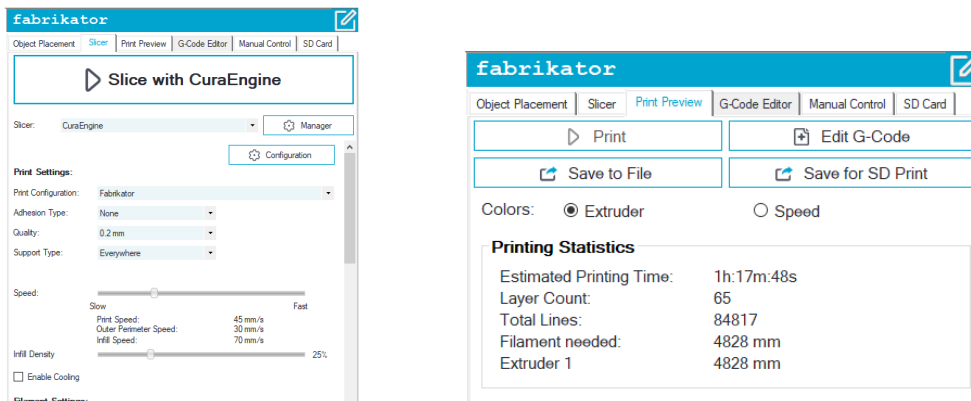 fabrikator
Object Placement Slicer Print Preview G-Code Editor Manual Control SD Card
Slice with CuraEngine
Slicer: CuraEngine Manager
Configuration
Print Settings:
Print Configuration: Fabrikator
Adhesion Type: None
Quality: 0.2 mm
Support Type: Everywhere
Speed:
Slow Fast
Print Speed: 45 mm/s
Outer Perimeter Speed: 30 mm/s
Infill Speed: 70 mm/s
Infill Density 25%
Enable Cooling
Filament Settings:
fabrikator
Object Placement Slicer Print Preview G-Code Editor Manual Control SD Card
Print Edit G-Code
Save to File Save for SD Print
Colors: Extruder Speed
Printing Statistics
Estimated Printing Time: 1h:17m:48s
Layer Count: 65
Total Lines: 84817
Filament needed: 4828 mm
Extruder 1 4828 mm